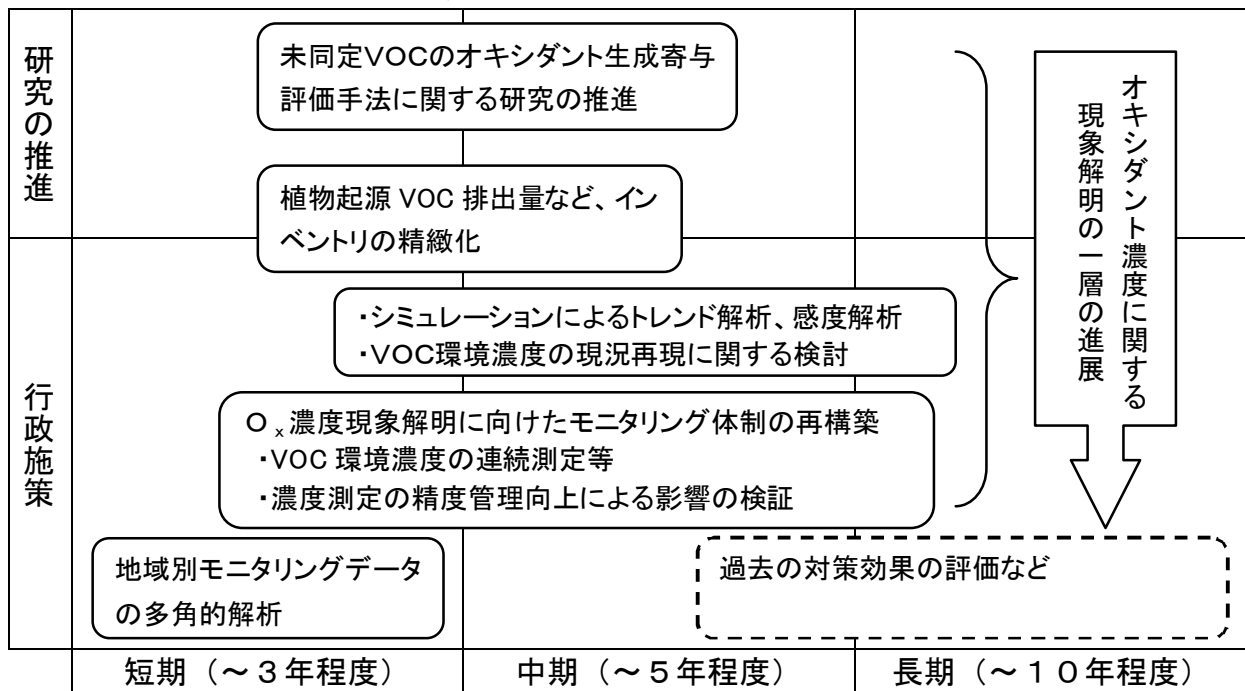 研究の推進
未同定VOCのオキシダント生成寄与
評価手法に関する研究の推進
植物起源 VOC 排出量など、イン
ベントリの精緻化
オキシダント濃度に関する
現象解明の一層の進展
行政施策
・シミュレーションによるトレンド解析、感度解析
・VOC環境濃度の現況再現に関する検討
Oₓ濃度現象解明に向けたモニタリング体制の再構築
・VOC 環境濃度の連続測定等
・濃度測定の精度管理向上による影響の検証
地域別モニタリングデータ
の多角的解析
過去の対策効果の評価など
短期（～３年程度）
中期（～５年程度）
長期（～１０年程度）